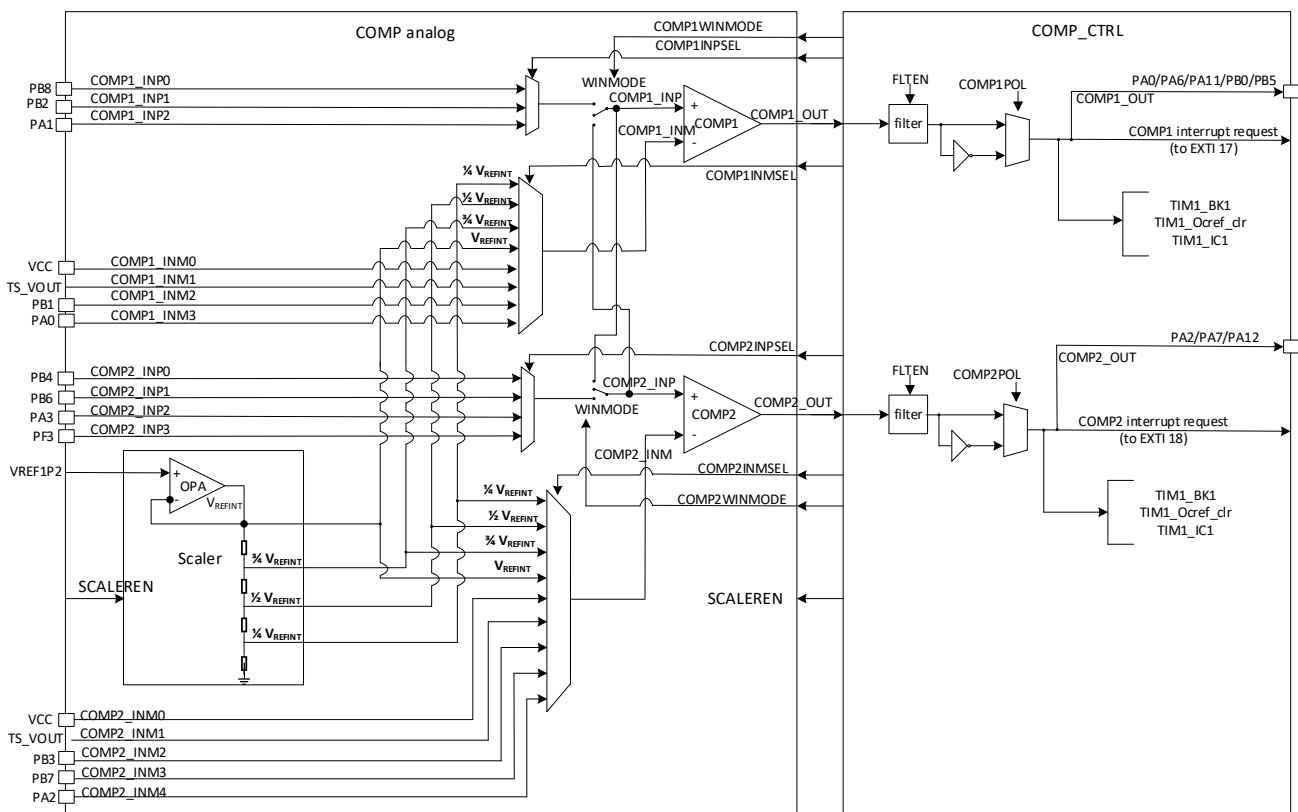 COMP analog
COMP_CTRL
COMP1WINMODE
COMP1INPSEL
WINMODE
PB8
COMP1_INP0
PB2
COMP1_INP1
PA1
COMP1_INP2
COMP1_INP
COMP1_INM
+
-
COMP1
COMP1_OUT
FLTEN
filter
COMP1POL
PA0/PA6/PA11/PB0/PB5
COMP1_OUT
COMP1 interrupt request
(to EXTI 17)
COMP1INMSEL
TIM1_BK1
TIM1_Ocref_clr
TIM1_IC1
¼ VREFINT
½ VREFINT
¾ VREFINT
VREFINT
VCC
COMP1_INM0
TS_VOUT
COMP1_INM1
PB1
COMP1_INM2
PA0
COMP1_INM3
COMP2INPSEL
PB4
COMP2_INP0
PB6
COMP2_INP1
PA3
COMP2_INP2
PF3
COMP2_INP3
COMP2_INP
WINMODE
+
-
COMP2
COMP2_OUT
COMP2_INM
FLTEN
filter
COMP2POL
PA2/PA7/PA12
COMP2_OUT
COMP2 interrupt request
(to EXTI 18)
COMP2INMSEL
COMP2WINMODE
TIM1_BK1
TIM1_Ocref_clr
TIM1_IC1
VREF1P2
+
-
OPA
VREFINT
Scaler
¾ VREFINT
½ VREFINT
¼ VREFINT
SCALEREN
¼ VREFINT
½ VREFINT
¾ VREFINT
VREFINT
SCALEREN
VCC
COMP2_INM0
TS_VOUT
COMP2_INM1
PB3
COMP2_INM2
PB7
COMP2_INM3
PA2
COMP2_INM4